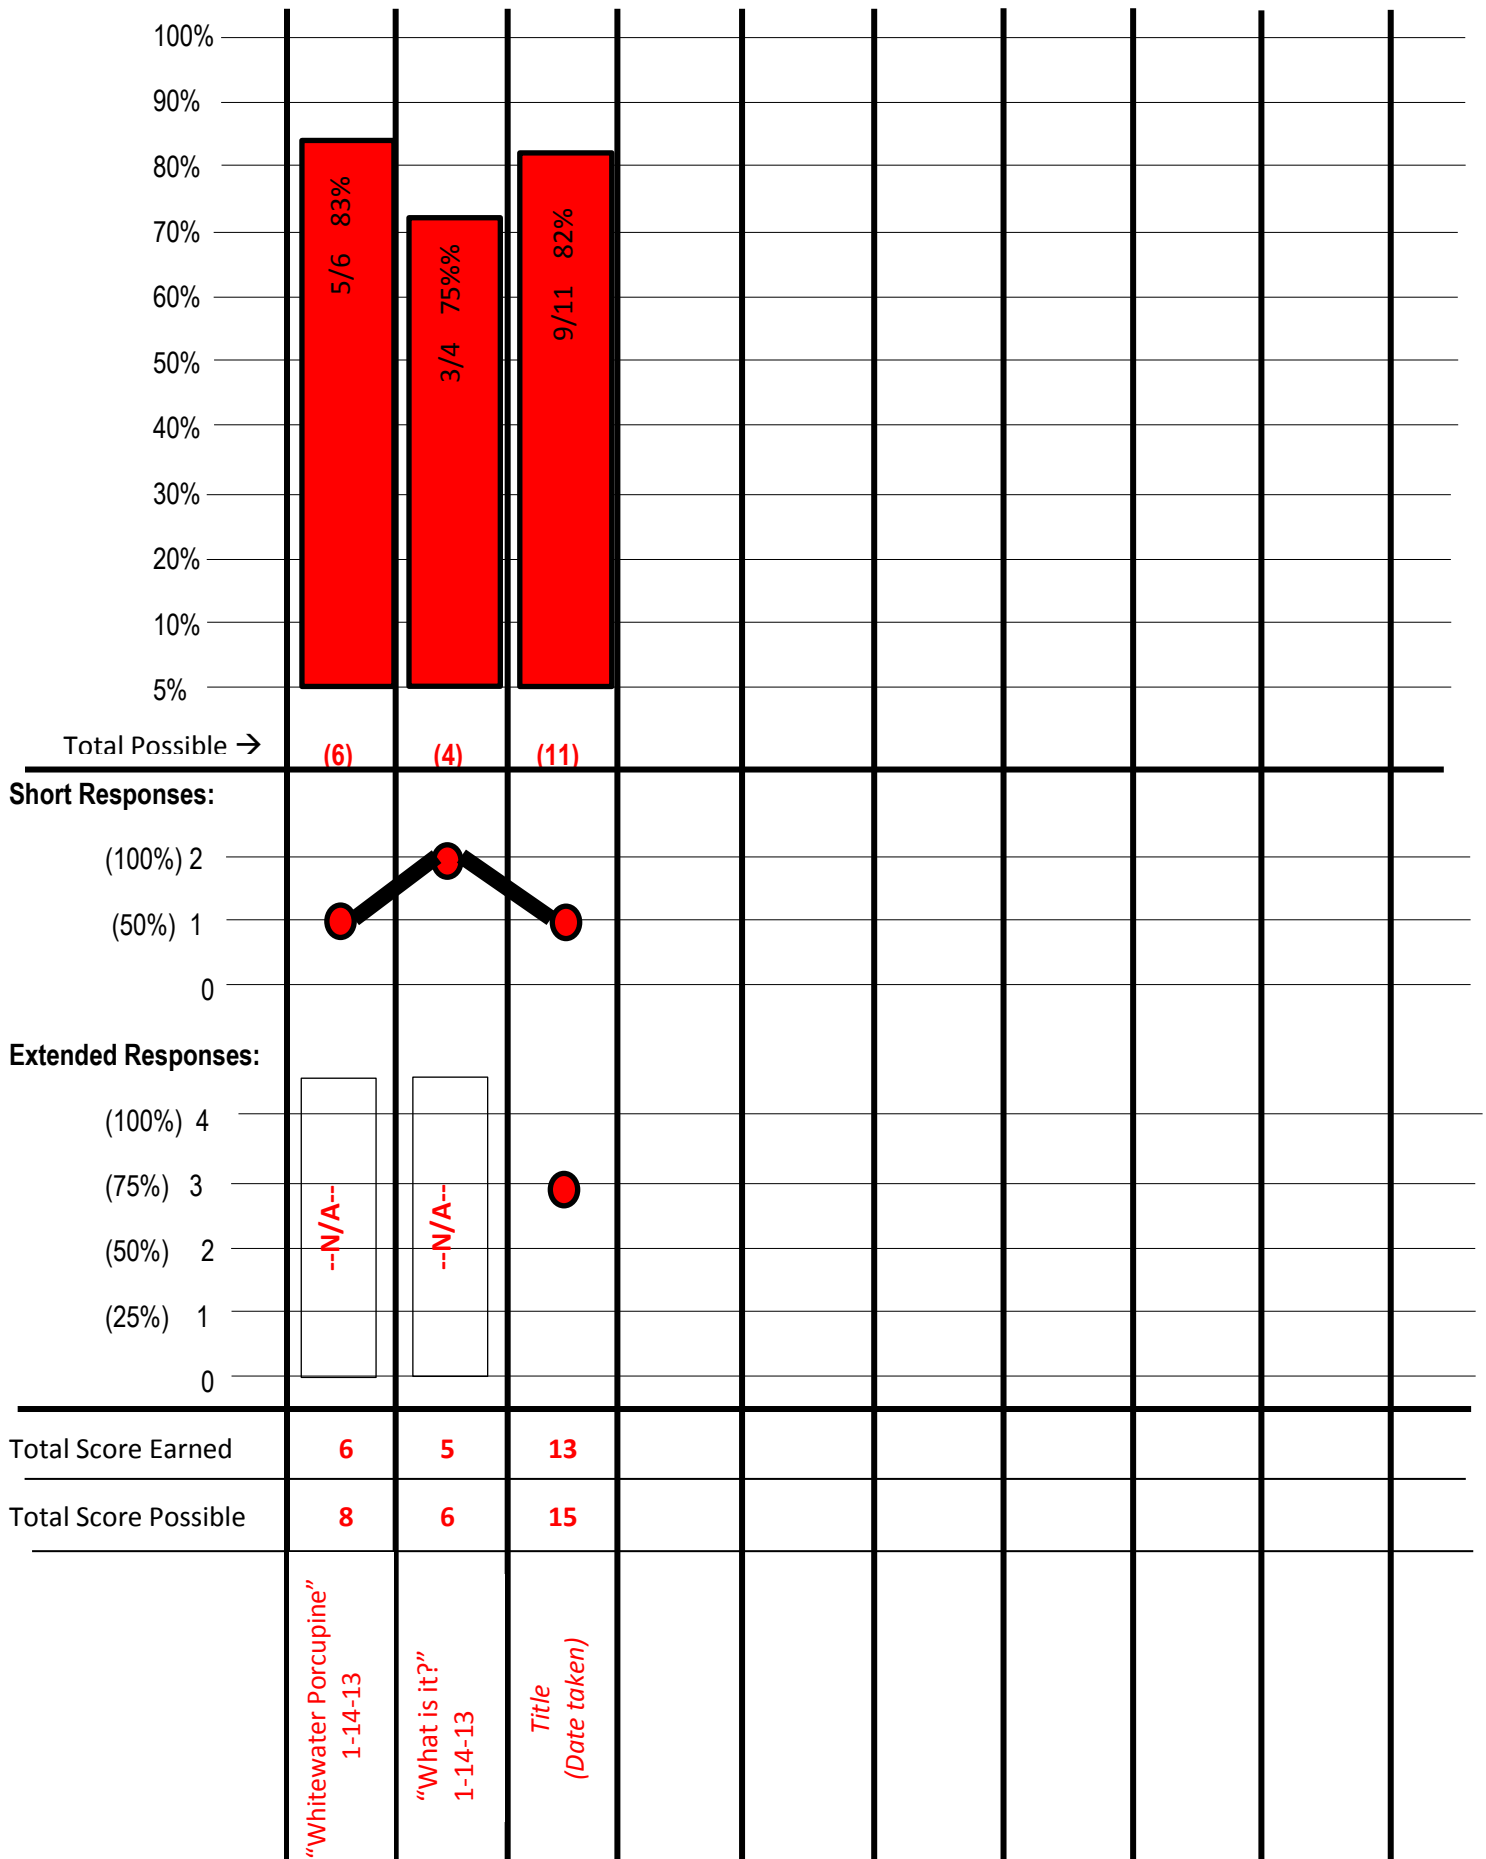 100%
90%
80%
70%
60%
50%
40%
30%
20%
10%
5%
5/6 83%
3/4 75%%
9/11 82%
Total Possible → (6) (4) (11)
Short Responses:
(100%) 2
(50%) 1
0
Extended Responses:
(100%) 4
(75%) 3
(50%) 2
(25%) 1
0
--N/A--
--N/A--
Total Score Earned 6 5 13
Total Score Possible 8 6 15
“Whitewater Porcupine”
1-14-13
“What is it?”
1-14-13
Title
(Date taken)